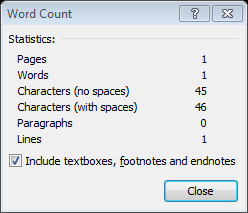 Word Count
Statistics:
Pages 1
Words 1
Characters (no spaces) 45
Characters (with spaces) 46
Paragraphs 0
Lines 1
Include textboxes, footnotes and endnotes
Close